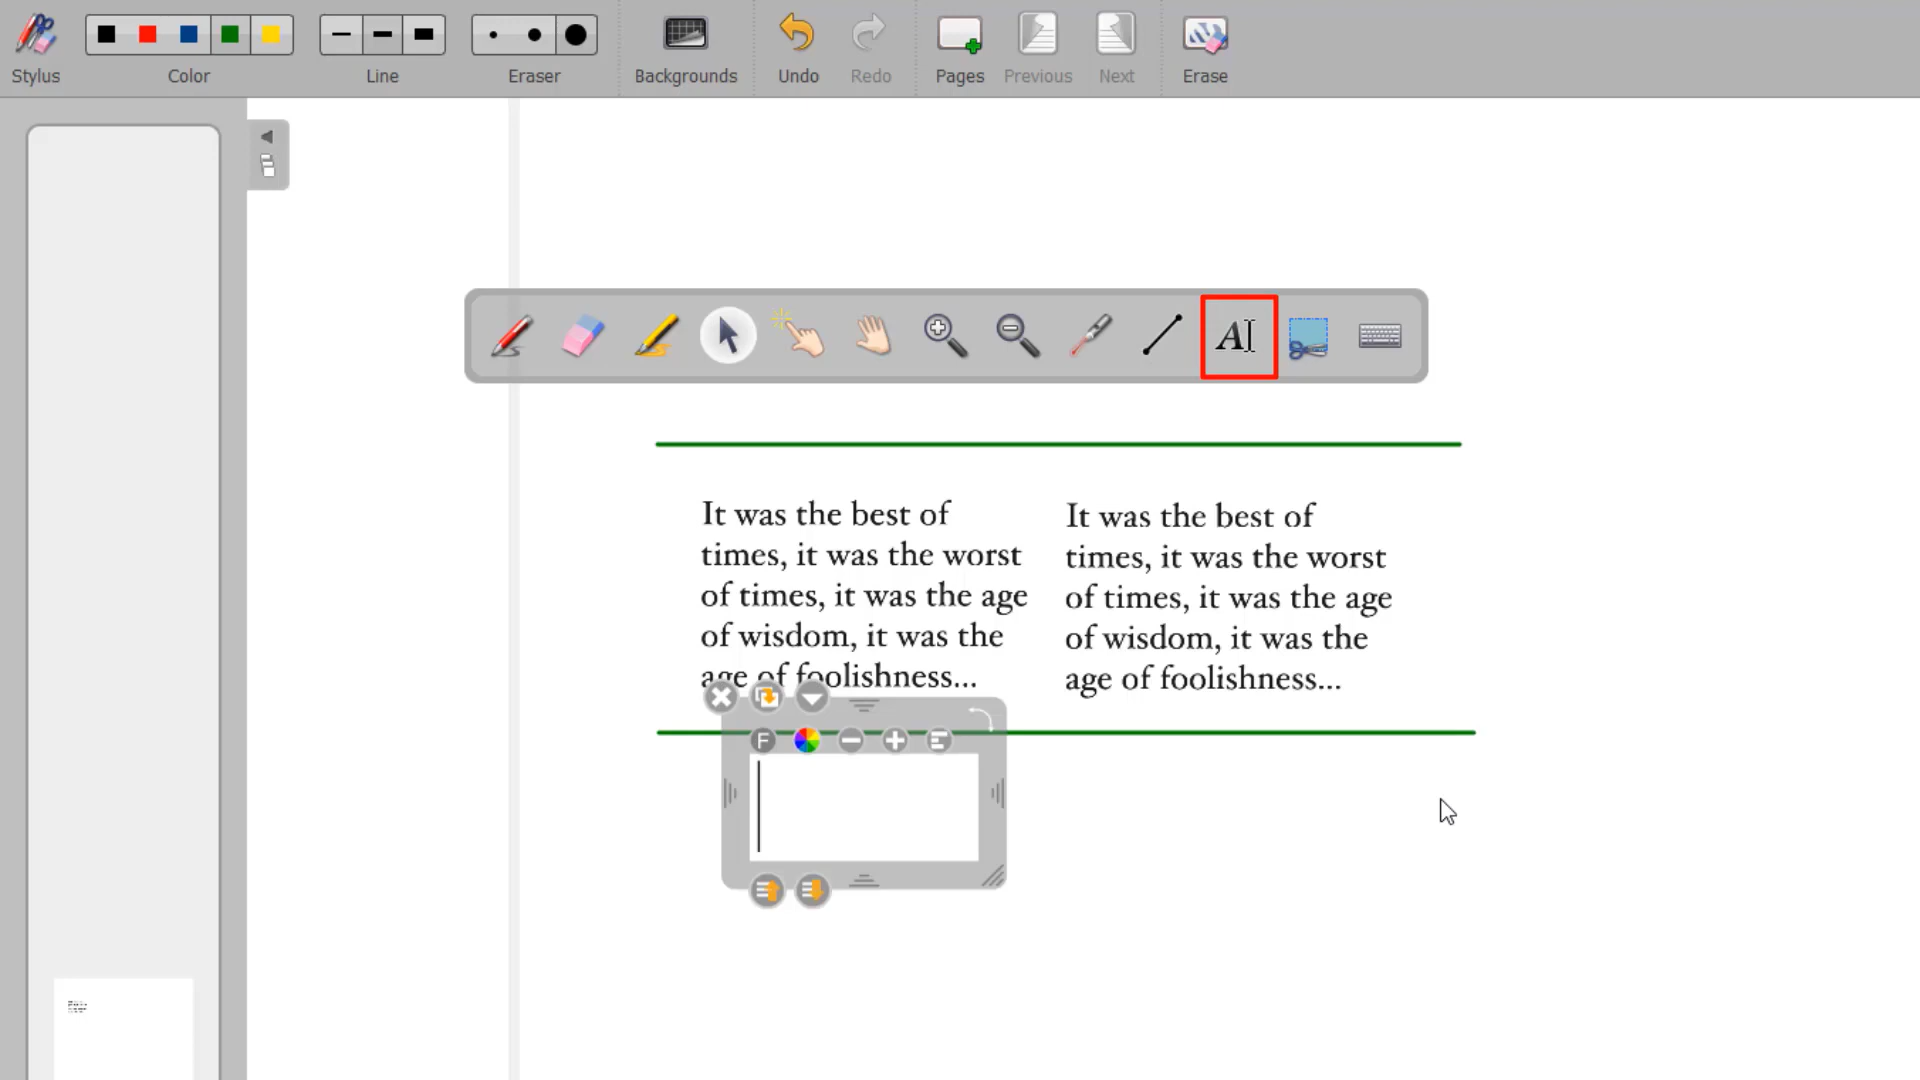 Stylus
Color
Line
Eraser
Backgrounds
Undo
Redo
Pages
Previous
Next
Erase
A
It was the best of
times, it was the worst
of times, it was the age
of wisdom, it was the
age of foolishness...
It was the best of
times, it was the worst
of times, it was the age
of wisdom, it was the
age of foolishness...
F